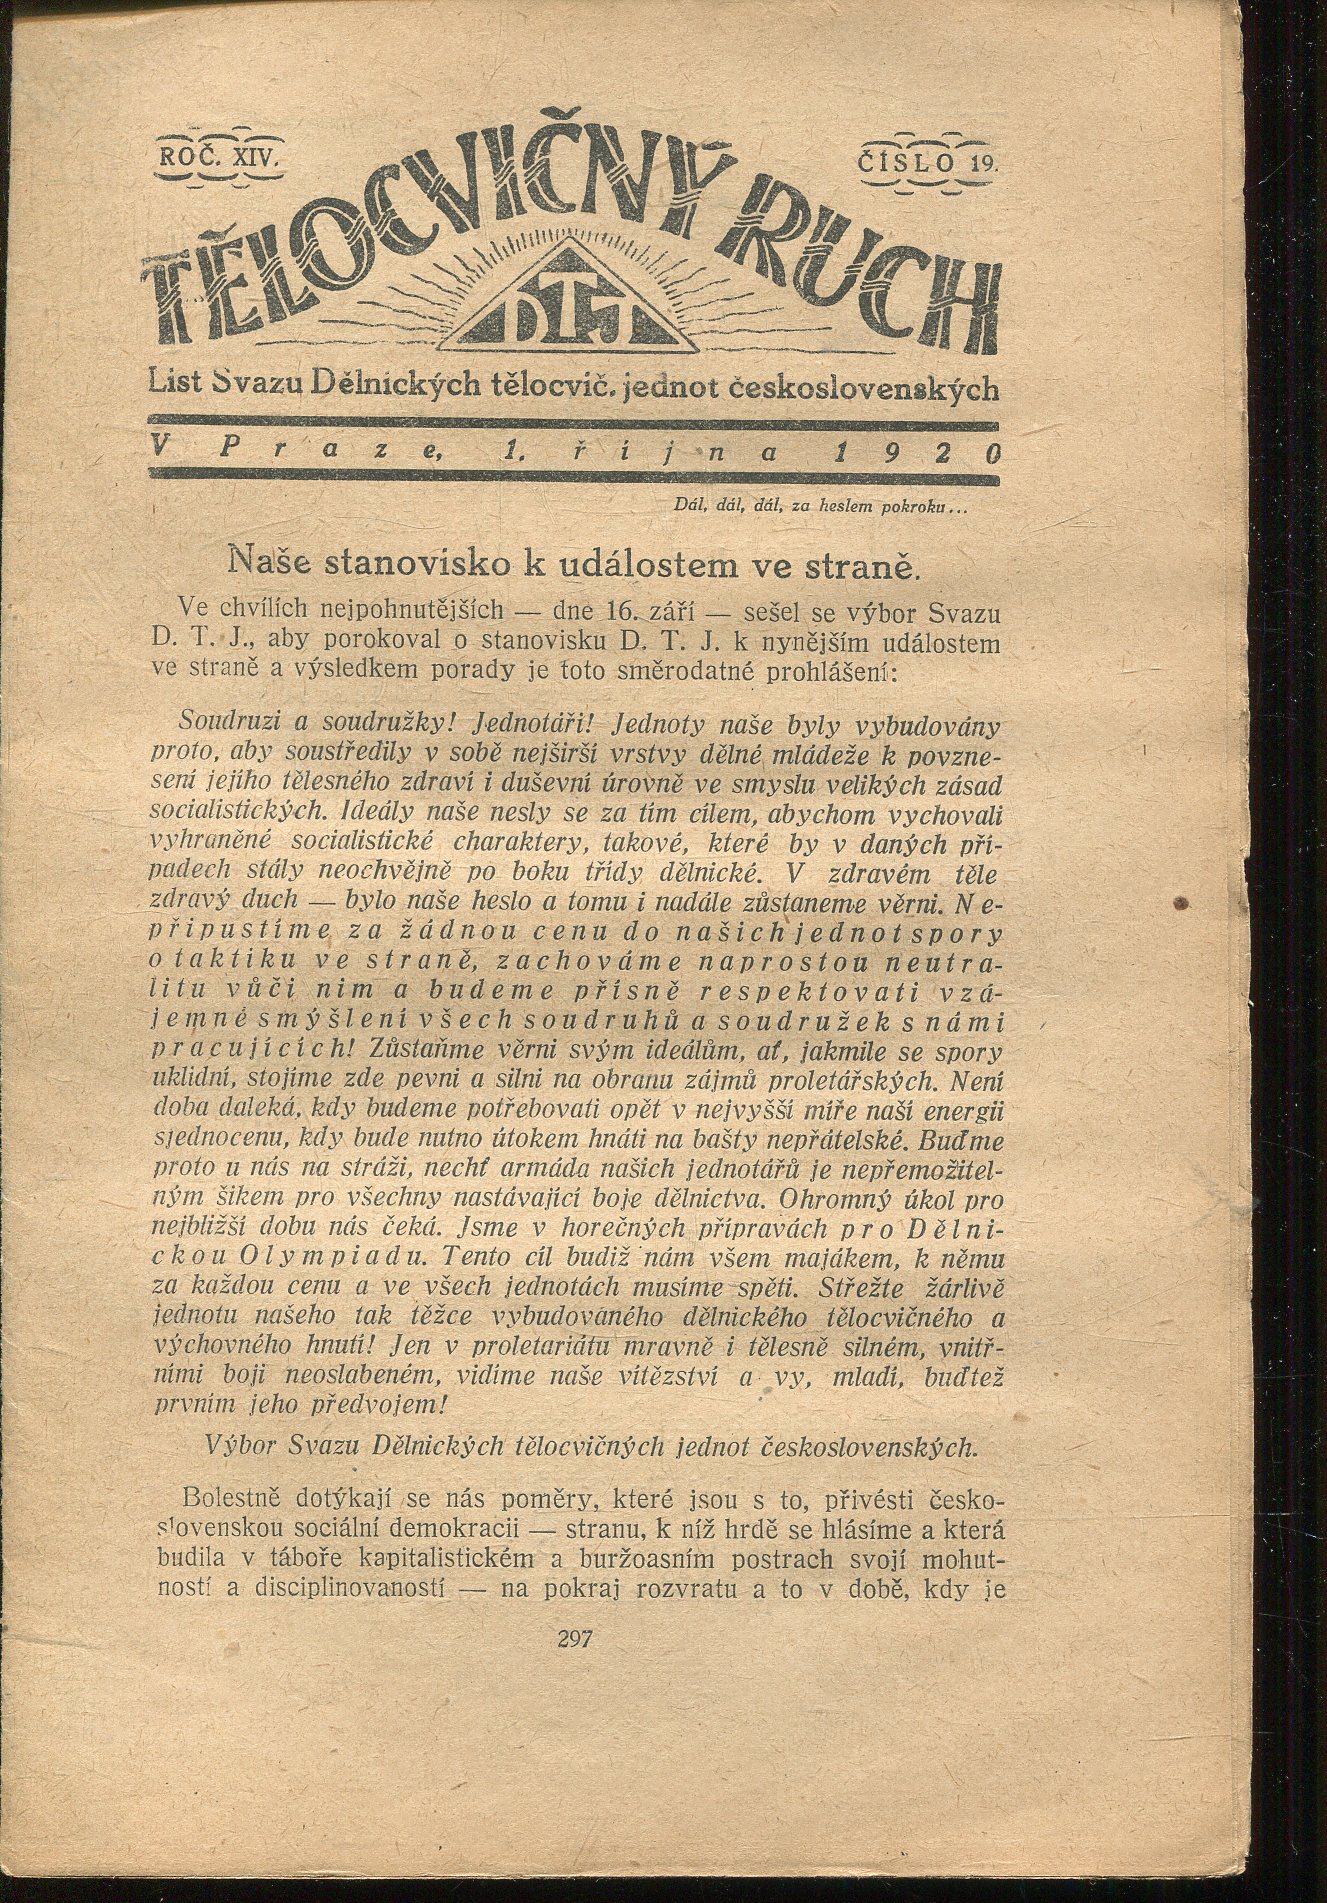 ROČ. XIV.
ČÍSLO 19.
TĚLOCVIČNÝ RUCH
DTJ
List Svazu Dělnických tělocvič. jednot československých
V Praze, 1. října 1920
Dál, dál, dál, za heslem pokroku...
Naše stanovisko k událostem ve straně.
Ve chvílích nejpohnutějších — dne 16. září — sešel se výbor Svazu
D. T. J., aby porokoval o stanovisku D. T. J. k nynějším událostem
ve straně a výsledkem porady je toto směrodatné prohlášení:
Soudruzi a soudružky! Jednotáři! Jednoty naše byly vybudovány
proto, aby soustředily v sobě nejširší vrstvy dělné mládeže k povzne-
sení jejího tělesného zdraví i duševní úrovně ve smyslu velikých zásad
socialistických. Ideály naše nesly se za tím cílem, abychom vychovali
vyhraněné socialistické charaktery, takové, které by v daných pří-
padech stály neochvějně po boku třídy dělnické. V zdravém těle
zdravý duch — bylo naše heslo a tomu i nadále zůstaneme věrni. Ne-
připustíme za žádnou cenu do našich jednot spory
o taktiku ve straně, zachováme naprostou neutra-
litu vůči nim a budeme přísně respektovati vzá-
jemné smýšlení všech soudruhů a soudružek s námi
pracujících! Zůstaňme věrni svým ideálům, ať, jakmile se spory
uklidní, stojíme zde pevni a silni na obranu zájmů proletářských. Není
doba daleká, kdy budeme potřebovati opět v nejvyšší míře naší energii
sjednocenu, kdy bude nutno útokem hnáti na bašty nepřátelské. Buďme
proto u nás na stráži, nechť armáda našich jednotářů je nepřemožitel-
ným šikem pro všechny nastávající boje dělnictva. Ohromný úkol pro
nejbližší dobu nás čeká. Jsme v horečných přípravách pro Dělni-
ckou Olympiadu. Tento cíl budiž nám všem majákem, k němu
za každou cenu a ve všech jednotách musíme spěti. Střežte žárlivě
jednotu našeho tak těžce vybudovaného dělnického tělocvičného a
výchovného hnutí! Jen v proletariátu mravně i tělesně silném, vnitř-
ními boji neoslabeném, vidíme naše vítězství a vy, mladí, buďtež
prvním jeho předvojem!
Výbor Svazu Dělnických tělocvičných jednot československých.
Bolestně dotýkají se nás poměry, které jsou s to, přivésti česko-
slovenskou sociální demokracii — stranu, k níž hrdě se hlásíme a která
budila v táboře kapitalistickém a buržoasním postrach svojí mohut-
ností a disciplinovaností — na pokraj rozvratu a to v době, kdy je
297